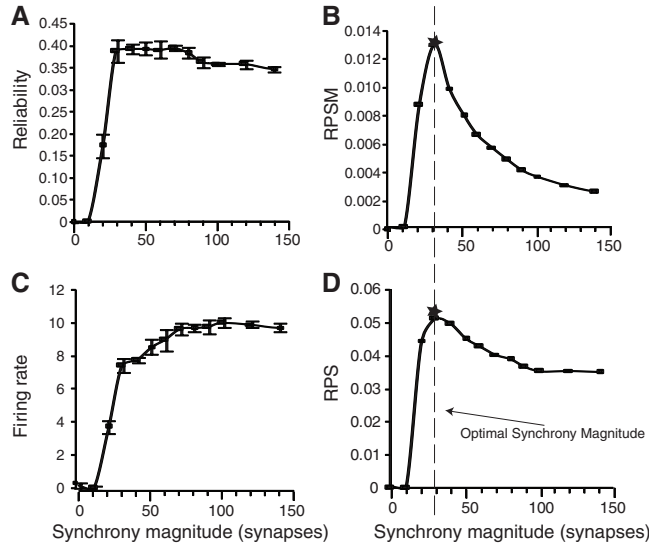 A
Reliability
0.45
0.40
0.35
0.30
0.25
0.20
0.15
0.10
0.05
0
0 50 100 150
B
RPSM
0.014
0.012
0.010
0.008
0.006
0.004
0.002
0
0 50 100 150
C
Firing rate
12
10
8
6
4
2
0
0 50 100 150
Synchrony magnitude (synapses)
D
RPS
0.06
0.05
0.04
0.03
0.02
0.01
0
Optimal Synchrony Magnitude
0 50 100 150
Synchrony magnitude (synapses)